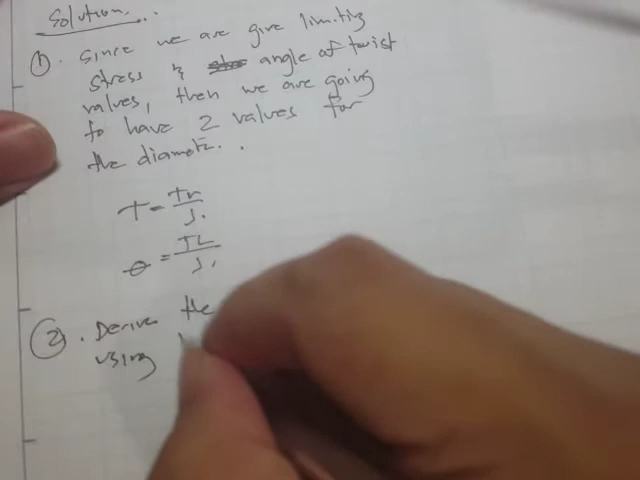 Solution...
①. Since we are give limiting
stress & angle of twist
values, then we are going
to have 2 values for
the diameter.
τ = Tr/J.
θ = TL/J.
②. Derive the
using